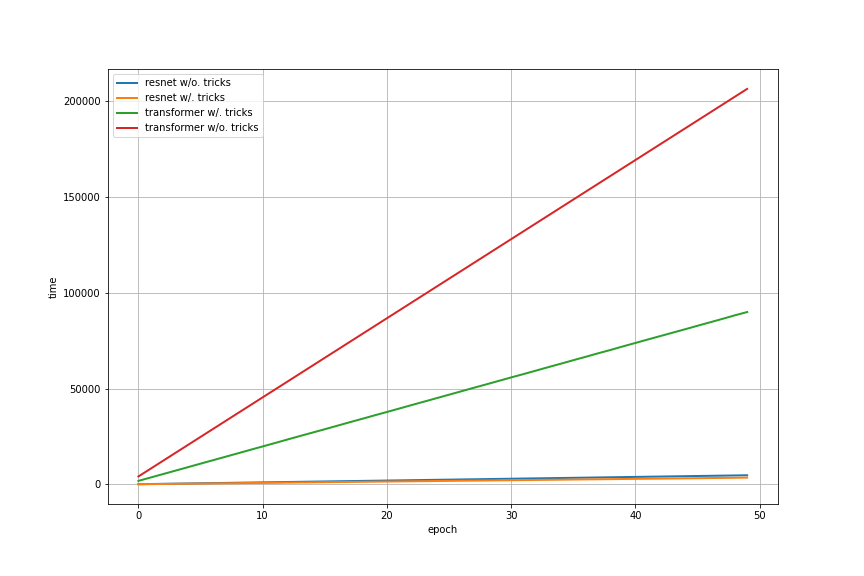 resnet w/o. tricks
resnet w/. tricks
transformer w/. tricks
transformer w/o. tricks
200000
150000
100000
50000
0
time
0 10 20 30 40 50
epoch